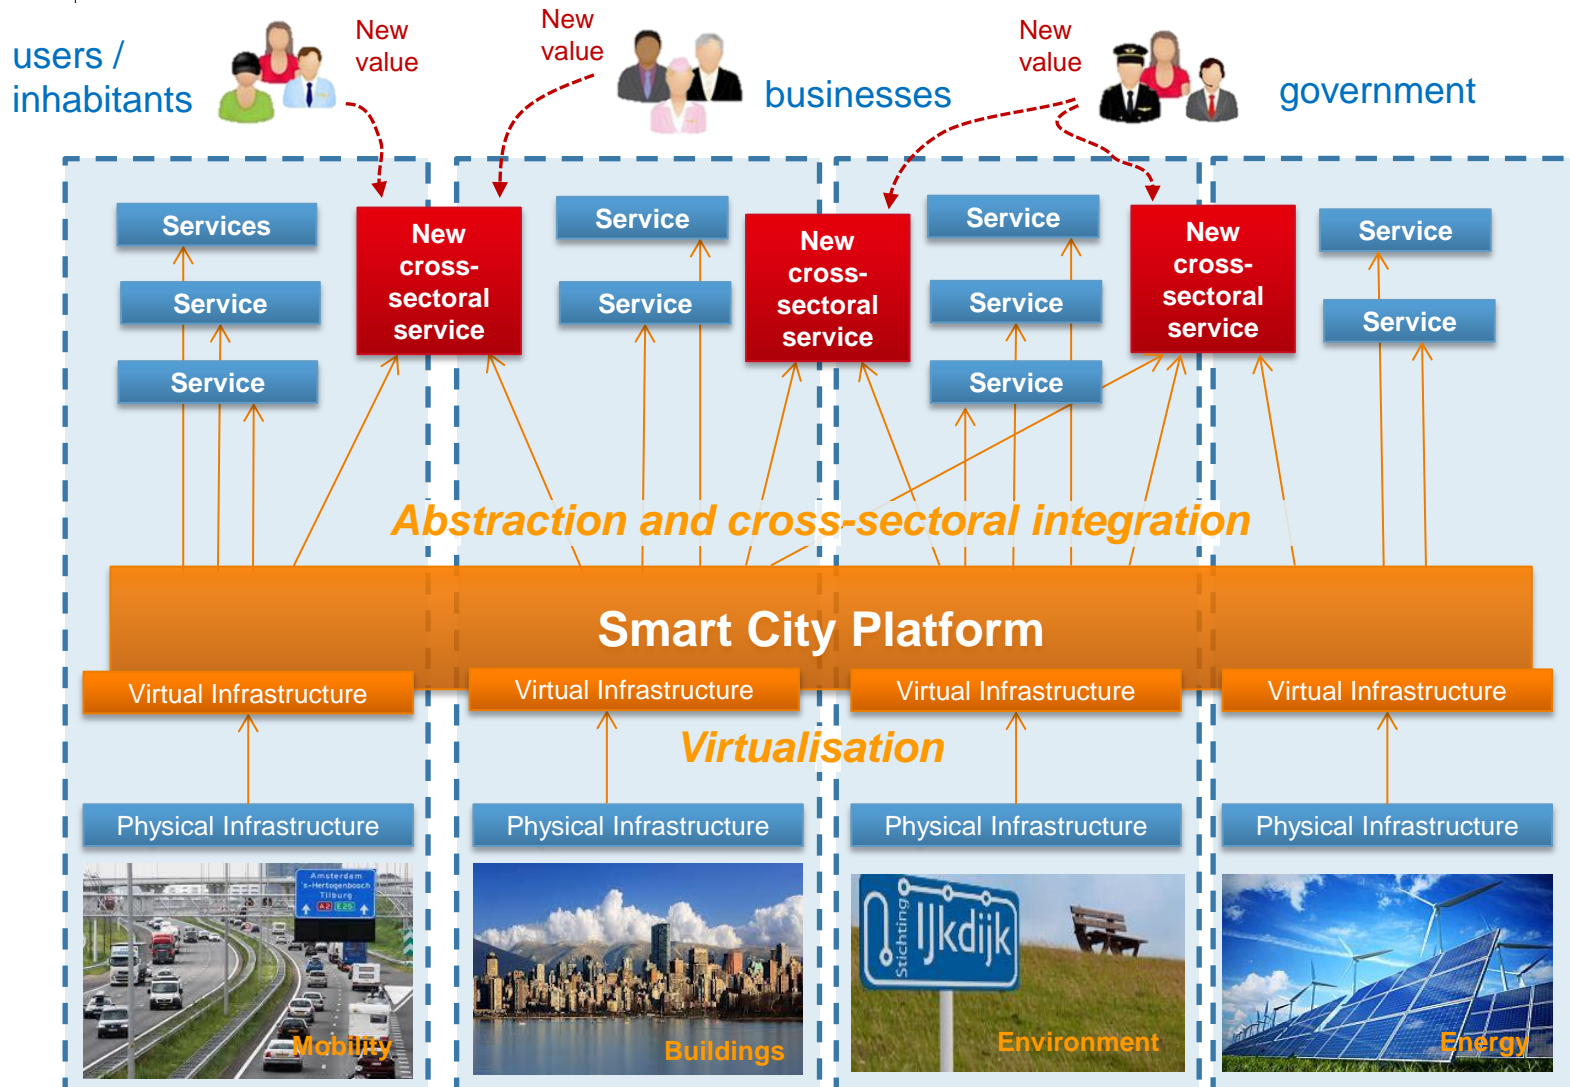 users /
inhabitants
New
value
New
value
businesses
New
value
government
Services
Service
Service
New
cross-
sectoral
service
Service
Service
New
cross-
sectoral
service
Service
Service
Service
New
cross-
sectoral
service
Service
Service
Abstraction and cross-sectoral integration
Smart City Platform
Virtual Infrastructure
Virtual Infrastructure
Virtual Infrastructure
Virtual Infrastructure
Virtualisation
Physical Infrastructure
Physical Infrastructure
Physical Infrastructure
Physical Infrastructure
Amsterdam
's-Hertogenbosch
Tilburg
A2 E25
Mobility
Buildings
Stichting
IJkdijk
Environment
Energy